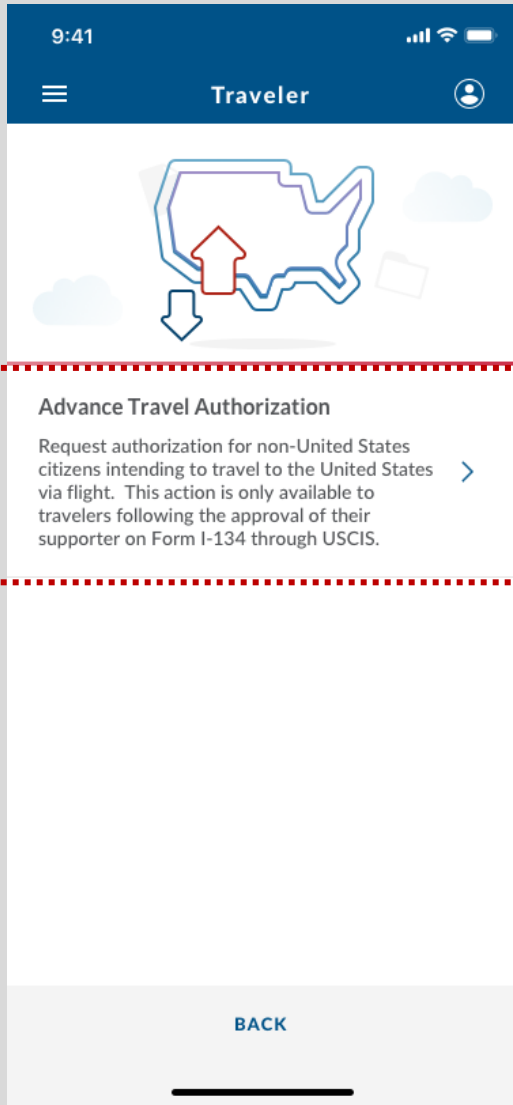 9:41
Traveler
Advance Travel Authorization
Request authorization for non-United States
citizens intending to travel to the United States
via flight.  This action is only available to
travelers following the approval of their
supporter on Form I-134 through USCIS.
BACK